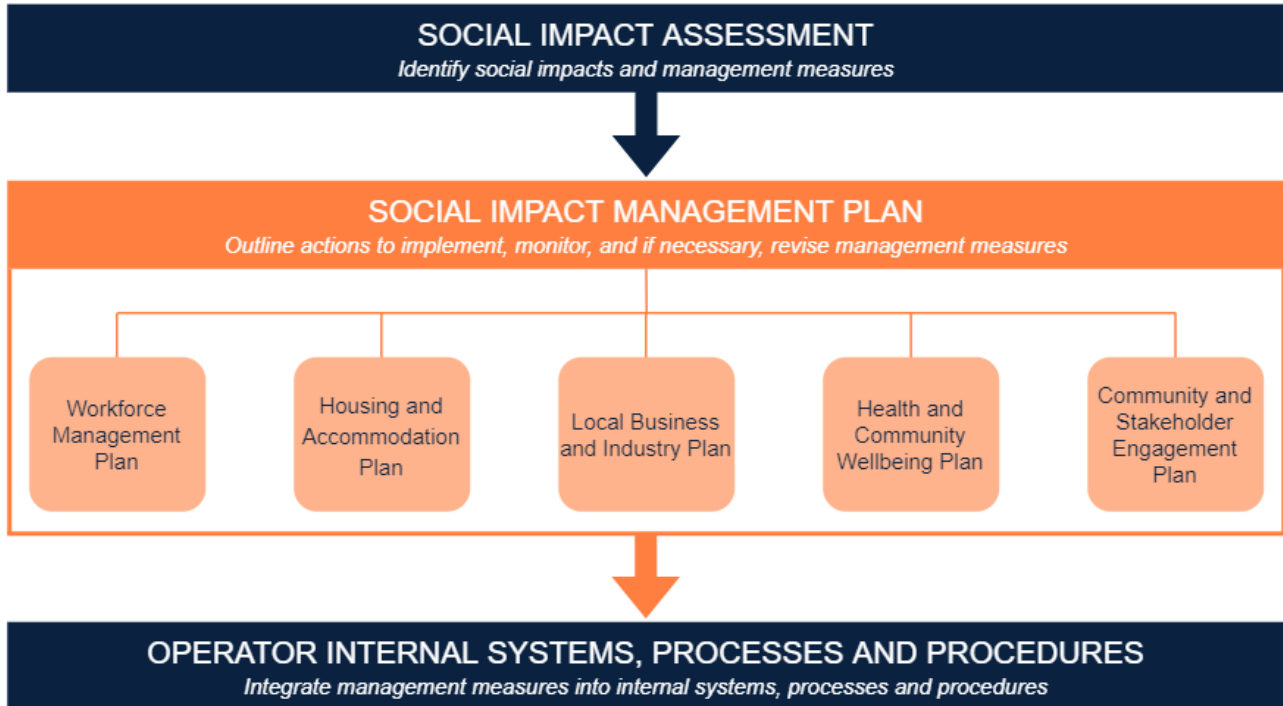 SOCIAL IMPACT ASSESSMENT
Identify social impacts and management measures
SOCIAL IMPACT MANAGEMENT PLAN
Outline actions to implement, monitor, and if necessary, revise management measures
Workforce
Management
Plan
Housing and
Accommodation
Plan
Local Business
and Industry Plan
Health and
Community
Wellbeing Plan
Community and
Stakeholder
Engagement
Plan
OPERATOR INTERNAL SYSTEMS, PROCESSES AND PROCEDURES
Integrate management measures into internal systems, processes and procedures